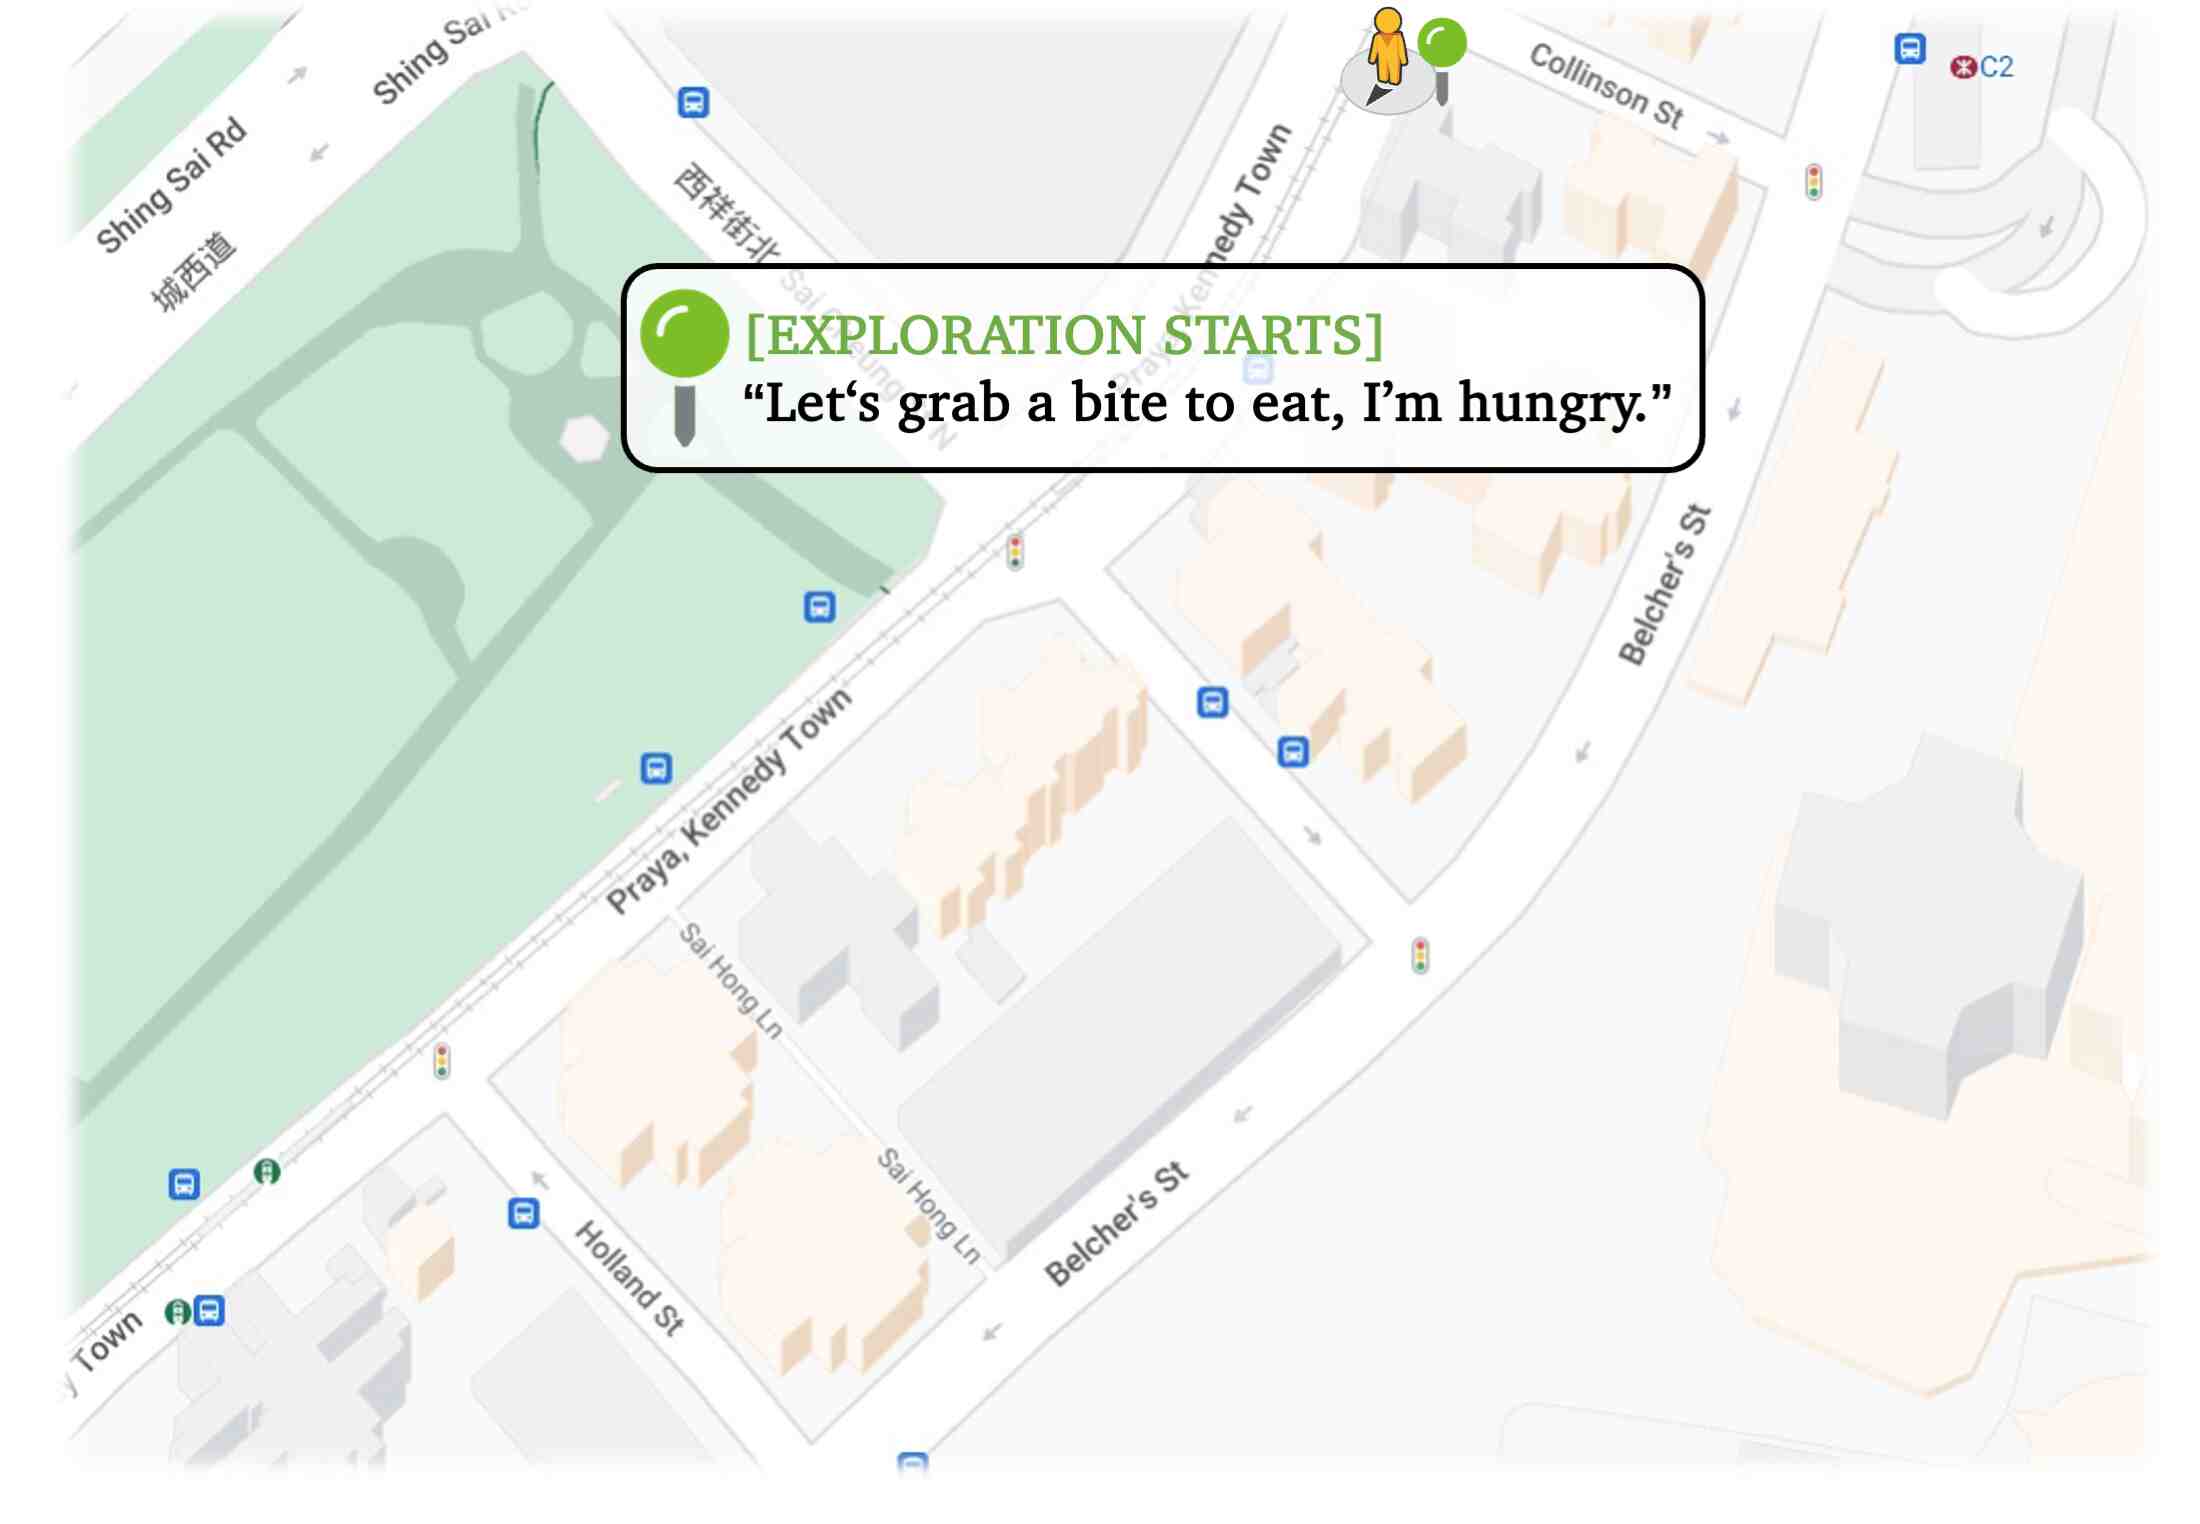 Shing Sai Rd
Shing Sai
城西道
西祥街北
Sai Cheung
N
Collinson St
C2
Praya, Kennedy Town
[EXPLORATION STARTS]
“Let‘s grab a bite to eat, I’m hungry.”
Belcher's St
Praya, Kennedy Town
Sai Hong Ln
Sai Hong Ln
Belcher's St
Holland St
y Town